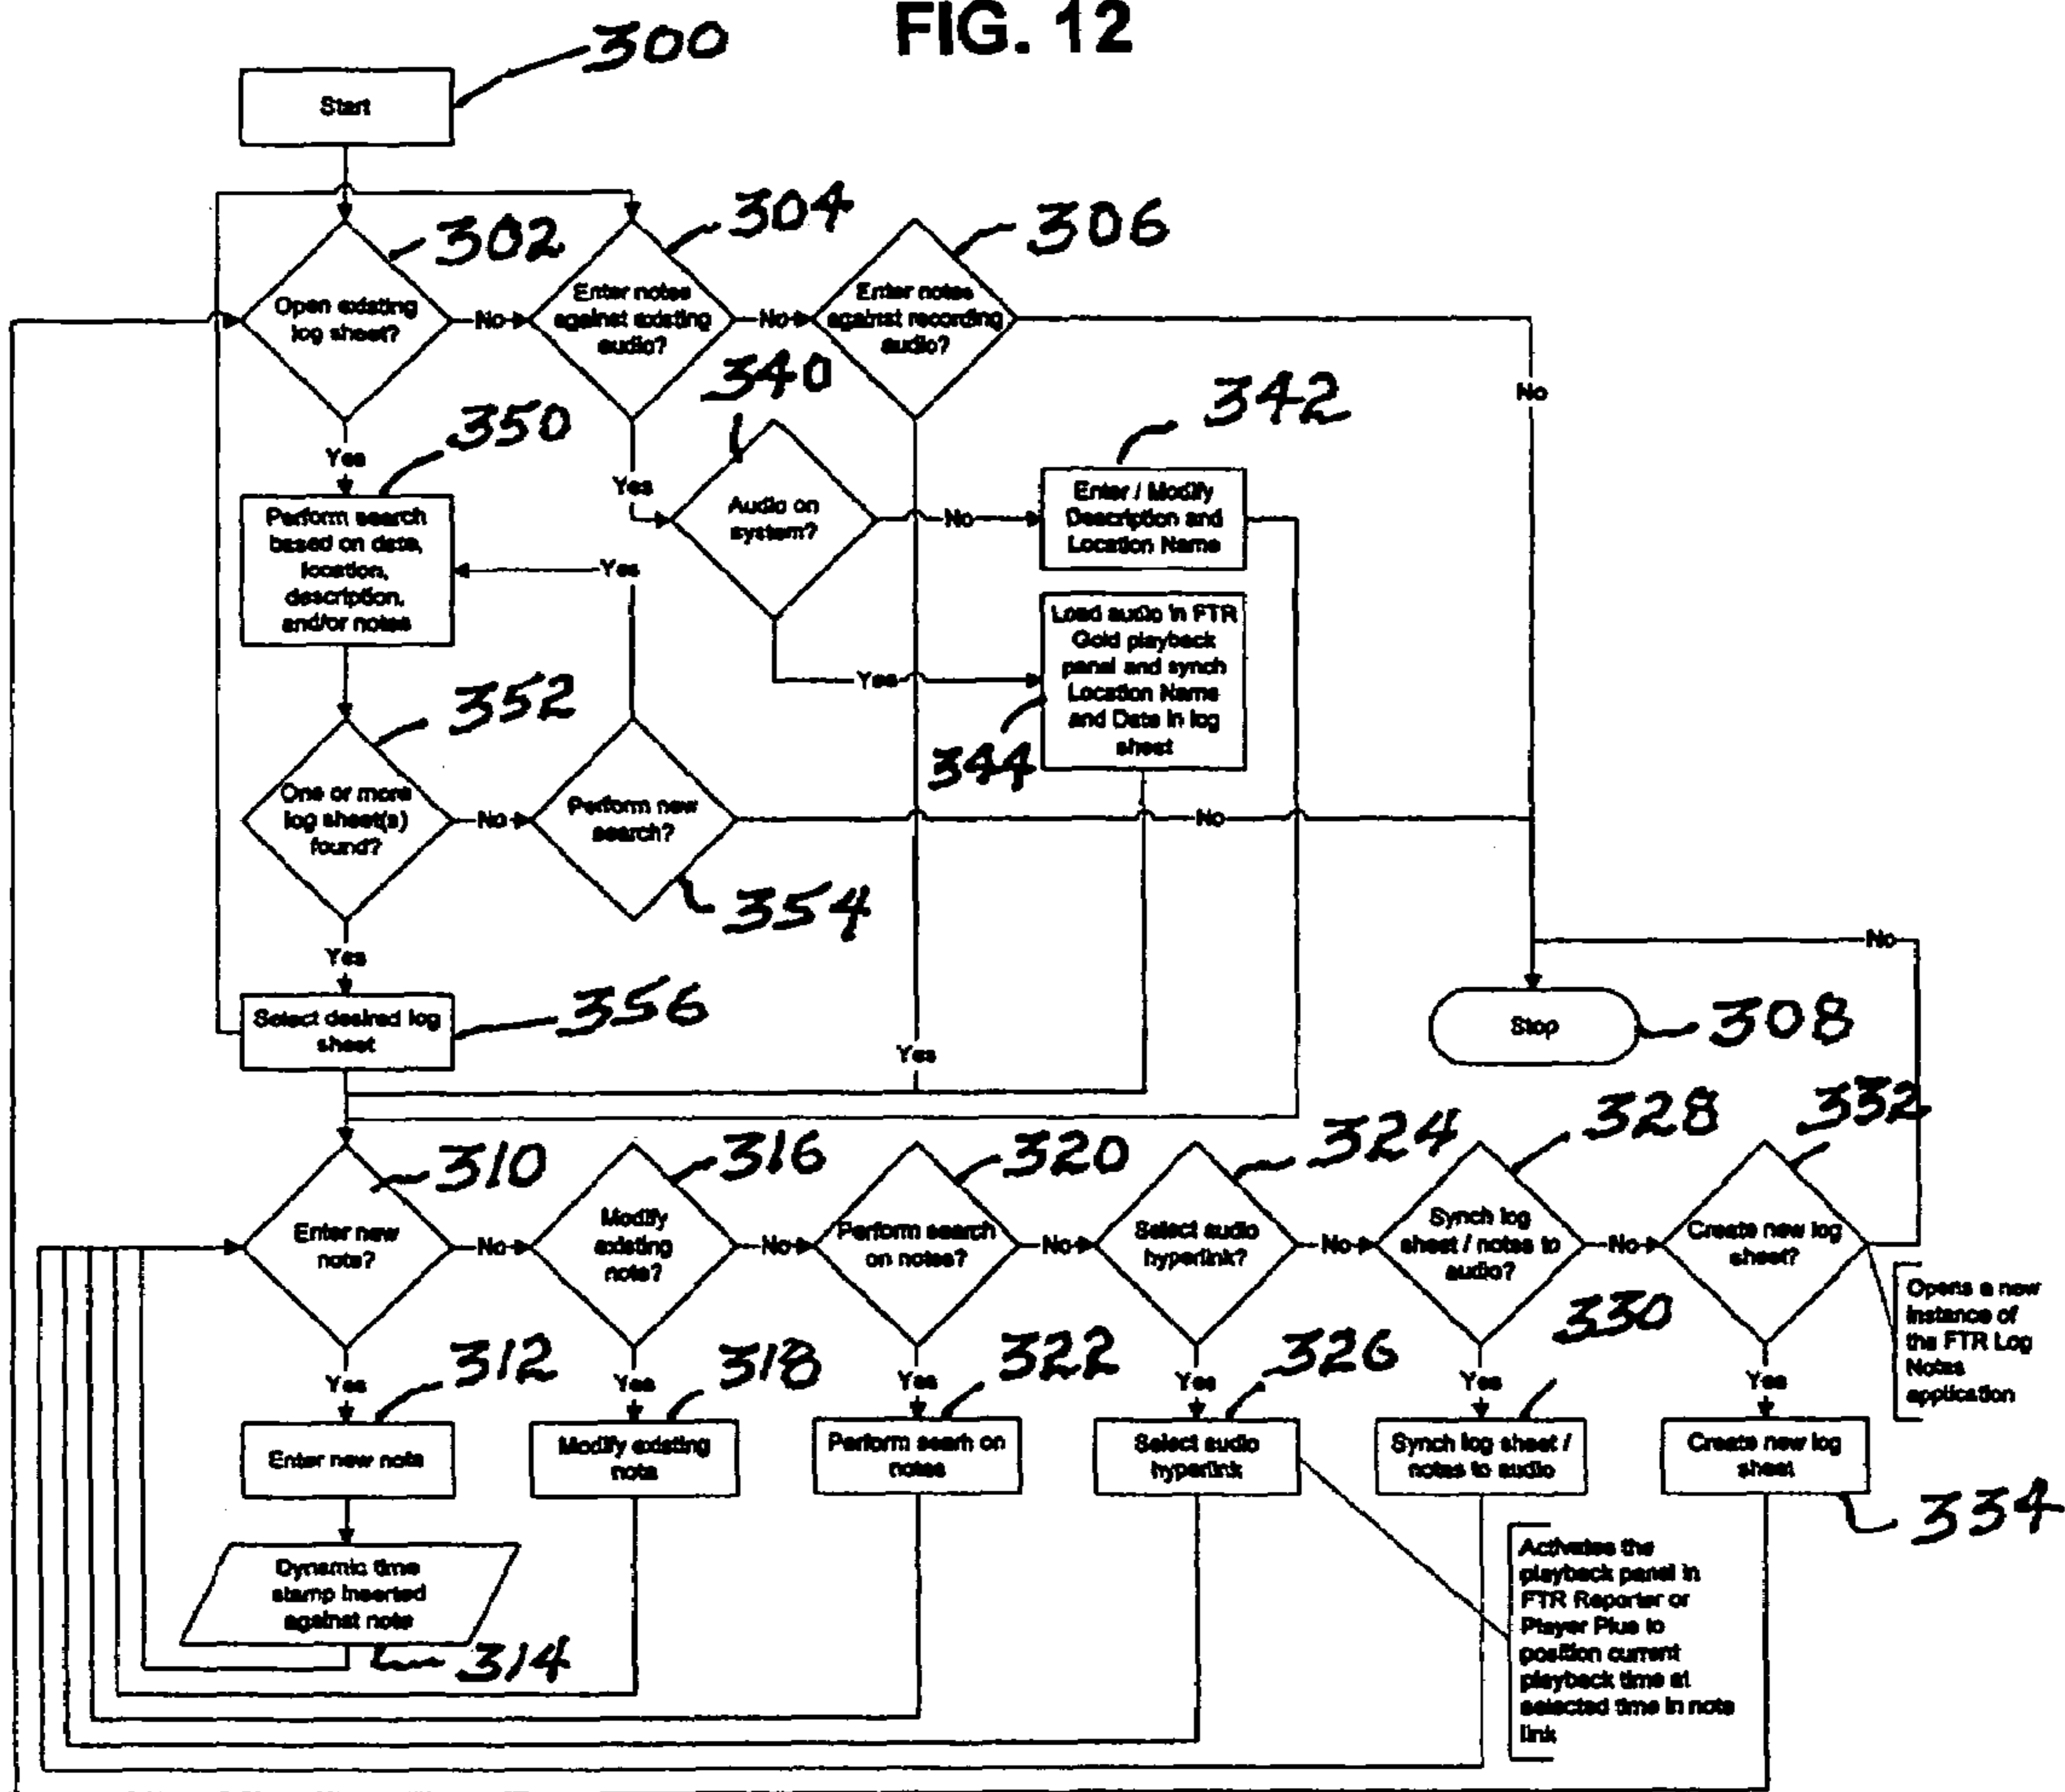 FIG. 12
300
Start
302
304
306
Open existing
log sheet?
No
Enter notes
against existing
audio?
No
Enter notes
against recording
audio?
No
340
342
350
Yes
Yes
Perform search
based on date,
location,
description,
and/or notes
Yes
Audio on
system?
No
Enter / Modify
Description and
Location Name
Yes
Load audio in FTR
Gold playback
panel and synch
Location Name
and Date in log
sheet
344
352
One or more
log sheet(s)
found?
No
Perform new
search?
No
354
Yes
No
Select desired log
sheet
356
Yes
Stop
308
310
316
320
324
328
332
Enter new
note?
No
Modify
existing
note?
No
Perform search
on notes?
No
Select audio
hyperlink?
No
Synch log
sheet / notes to
audio?
No
Create new log
sheet?
Opens a new
instance of
the FTR Log
Notes
application
312
318
322
326
330
Yes
Yes
Yes
Yes
Yes
Yes
Enter new note
Modify existing
note
Perform searh on
notes
Select audio
hyperlink
Synch log sheet /
notes to audio
Create new log
sheet
334
Dynamic time
stamp inserted
against note
314
Activates the
playback panel in
FTR Reporter or
Player Plus to
position current
playback time at
selected time in note
link